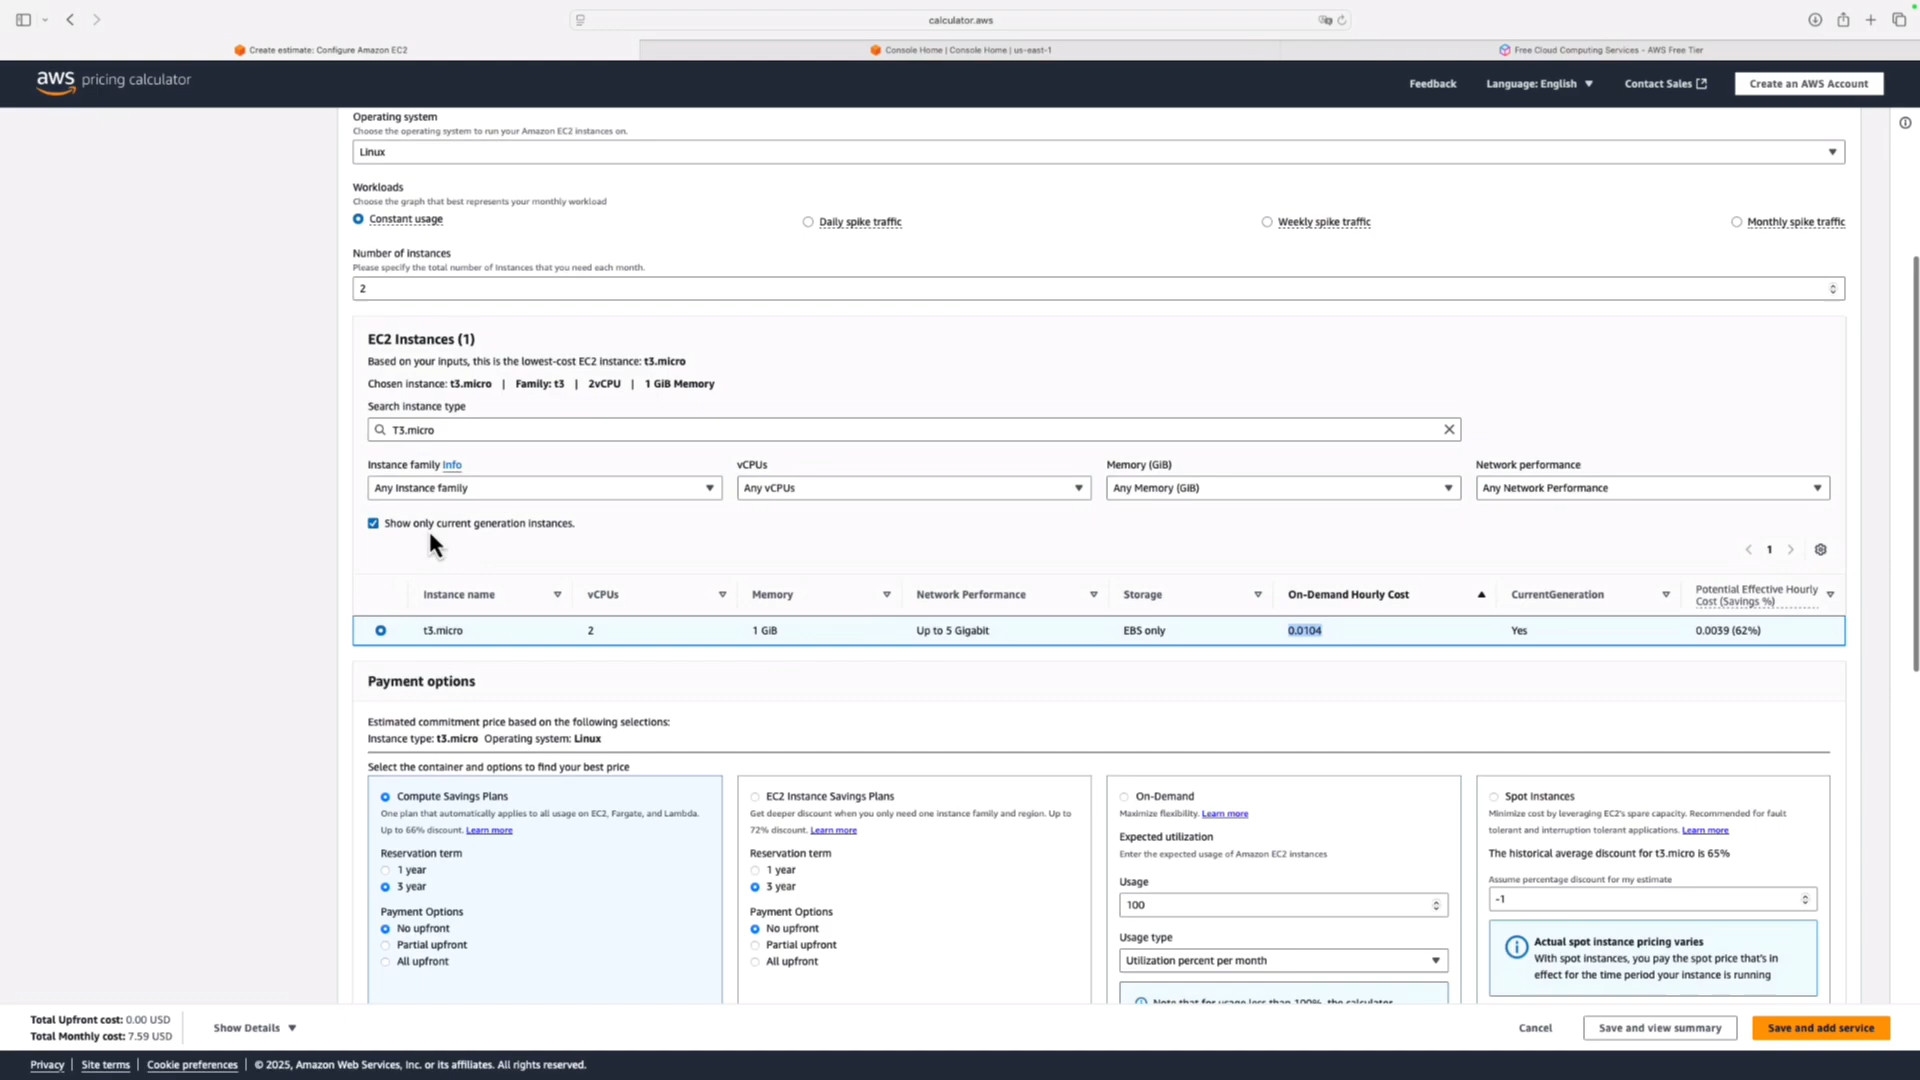 calculator.aws
Create estimate: Configure Amazon EC2
Console Home | Console Home | us-east-1
Free Cloud Computing Services - AWS Free Tier
aws pricing calculator
Feedback
Language: English
Contact Sales
Create an AWS Account
Operating system
Choose the operating system to run your Amazon EC2 instances on.
Linux
Workloads
Choose the graph that best represents your monthly workload
Constant usage
Daily spike traffic
Weekly spike traffic
Monthly spike traffic
Number of instances
Please specify the total number of instances that you need each month.
2
EC2 Instances (1)
Based on your inputs, this is the lowest-cost EC2 instance: t3.micro
Chosen instance: t3.micro | Family: t3 | 2vCPU | 1 GiB Memory
Search instance type
T3.micro
Instance family Info
vCPUs
Memory (GiB)
Network performance
Any Instance family
Any vCPUs
Any Memory (GiB)
Any Network Performance
Show only current generation instances.
1
Instance name
vCPUs
Memory
Network Performance
Storage
On-Demand Hourly Cost
CurrentGeneration
Potential Effective Hourly
Cost (Savings %)
t3.micro
2
1 GiB
Up to 5 Gigabit
EBS only
0.0104
Yes
0.0039 (62%)
Payment options
Estimated commitment price based on the following selections:
Instance type: t3.micro Operating system: Linux
Select the container and options to find your best price
Compute Savings Plans
One plan that automatically applies to all usage on EC2, Fargate, and Lambda.
Up to 66% discount. Learn more
Reservation term
1 year
3 year
Payment Options
No upfront
Partial upfront
All upfront
EC2 Instance Savings Plans
Get deeper discount when you only need one instance family and region. Up to
72% discount. Learn more
Reservation term
1 year
3 year
Payment Options
No upfront
Partial upfront
All upfront
On-Demand
Maximize flexibility. Learn more
Expected utilization
Enter the expected usage of Amazon EC2 instances
Usage
100
Usage type
Utilization percent per month
Note that for usage less than 100%, the calculator
Spot Instances
Minimize cost by leveraging EC2's spare capacity. Recommended for fault
tolerant and interruption tolerant applications. Learn more
The historical average discount for t3.micro is 65%
Assume percentage discount for my estimate
-1
Actual spot instance pricing varies
With spot instances, you pay the spot price that's in
effect for the time period your instance is running
Total Upfront cost: 0.00 USD
Total Monthly cost: 7.59 USD
Show Details
Cancel
Save and view summary
Save and add service
Privacy | Site terms | Cookie preferences | © 2025, Amazon Web Services, Inc. or its affiliates. All rights reserved.